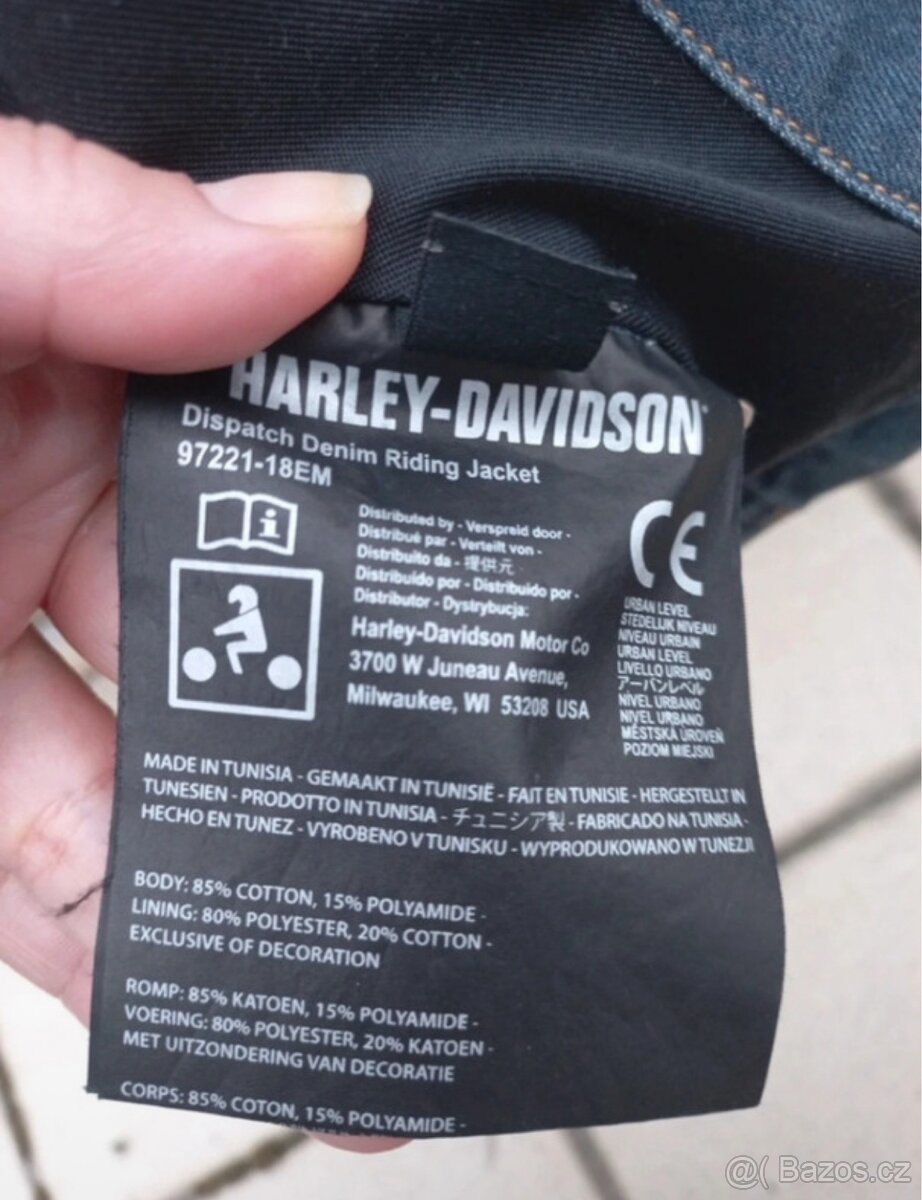 HARLEY-DAVIDSON
Dispatch Denim Riding Jacket
97221-18EM
Distributed by - Verspreid door -
Distribué par - Verteilt von -
Distribuito da - 提供元 -
Distribuido por - Distribuído por -
Distributor - Dystrybucja:
Harley-Davidson Motor Co
3700 W Juneau Avenue,
Milwaukee, WI 53208 USA
CE
URBAN LEVEL
STEDELIJK NIVEAU
NIVEAU URBAIN
URBAN LEVEL
LIVELLO URBANO
アーバンレベル
NIVEL URBANO
NIVEL URBANO
MĚSTSKÁ ÚROVEŇ
POZIOM MIEJSKI
MADE IN TUNISIA - GEMAAKT IN TUNISIË - FAIT EN TUNISIE - HERGESTELLT IN
TUNESIEN - PRODOTTO IN TUNISIA - チュニシア製 - FABRICADO NA TUNISIA -
HECHO EN TUNEZ - VYROBENO V TUNISKU - WYPRODUKOWANO W TUNEZJI
BODY: 85% COTTON, 15% POLYAMIDE -
LINING: 80% POLYESTER, 20% COTTON -
EXCLUSIVE OF DECORATION
ROMP: 85% KATOEN, 15% POLYAMIDE -
VOERING: 80% POLYESTER, 20% KATOEN -
MET UITZONDERING VAN DECORATIE
CORPS: 85% COTON, 15% POLYAMIDE -
@( Bazos.cz